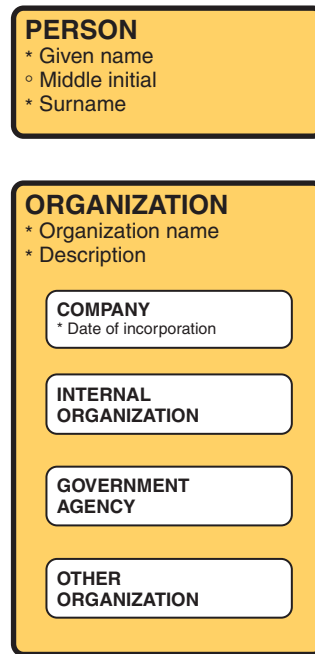 PERSON
* Given name
° Middle initial
* Surname
ORGANIZATION
* Organization name
* Description
COMPANY
* Date of incorporation
INTERNAL
ORGANIZATION
GOVERNMENT
AGENCY
OTHER
ORGANIZATION